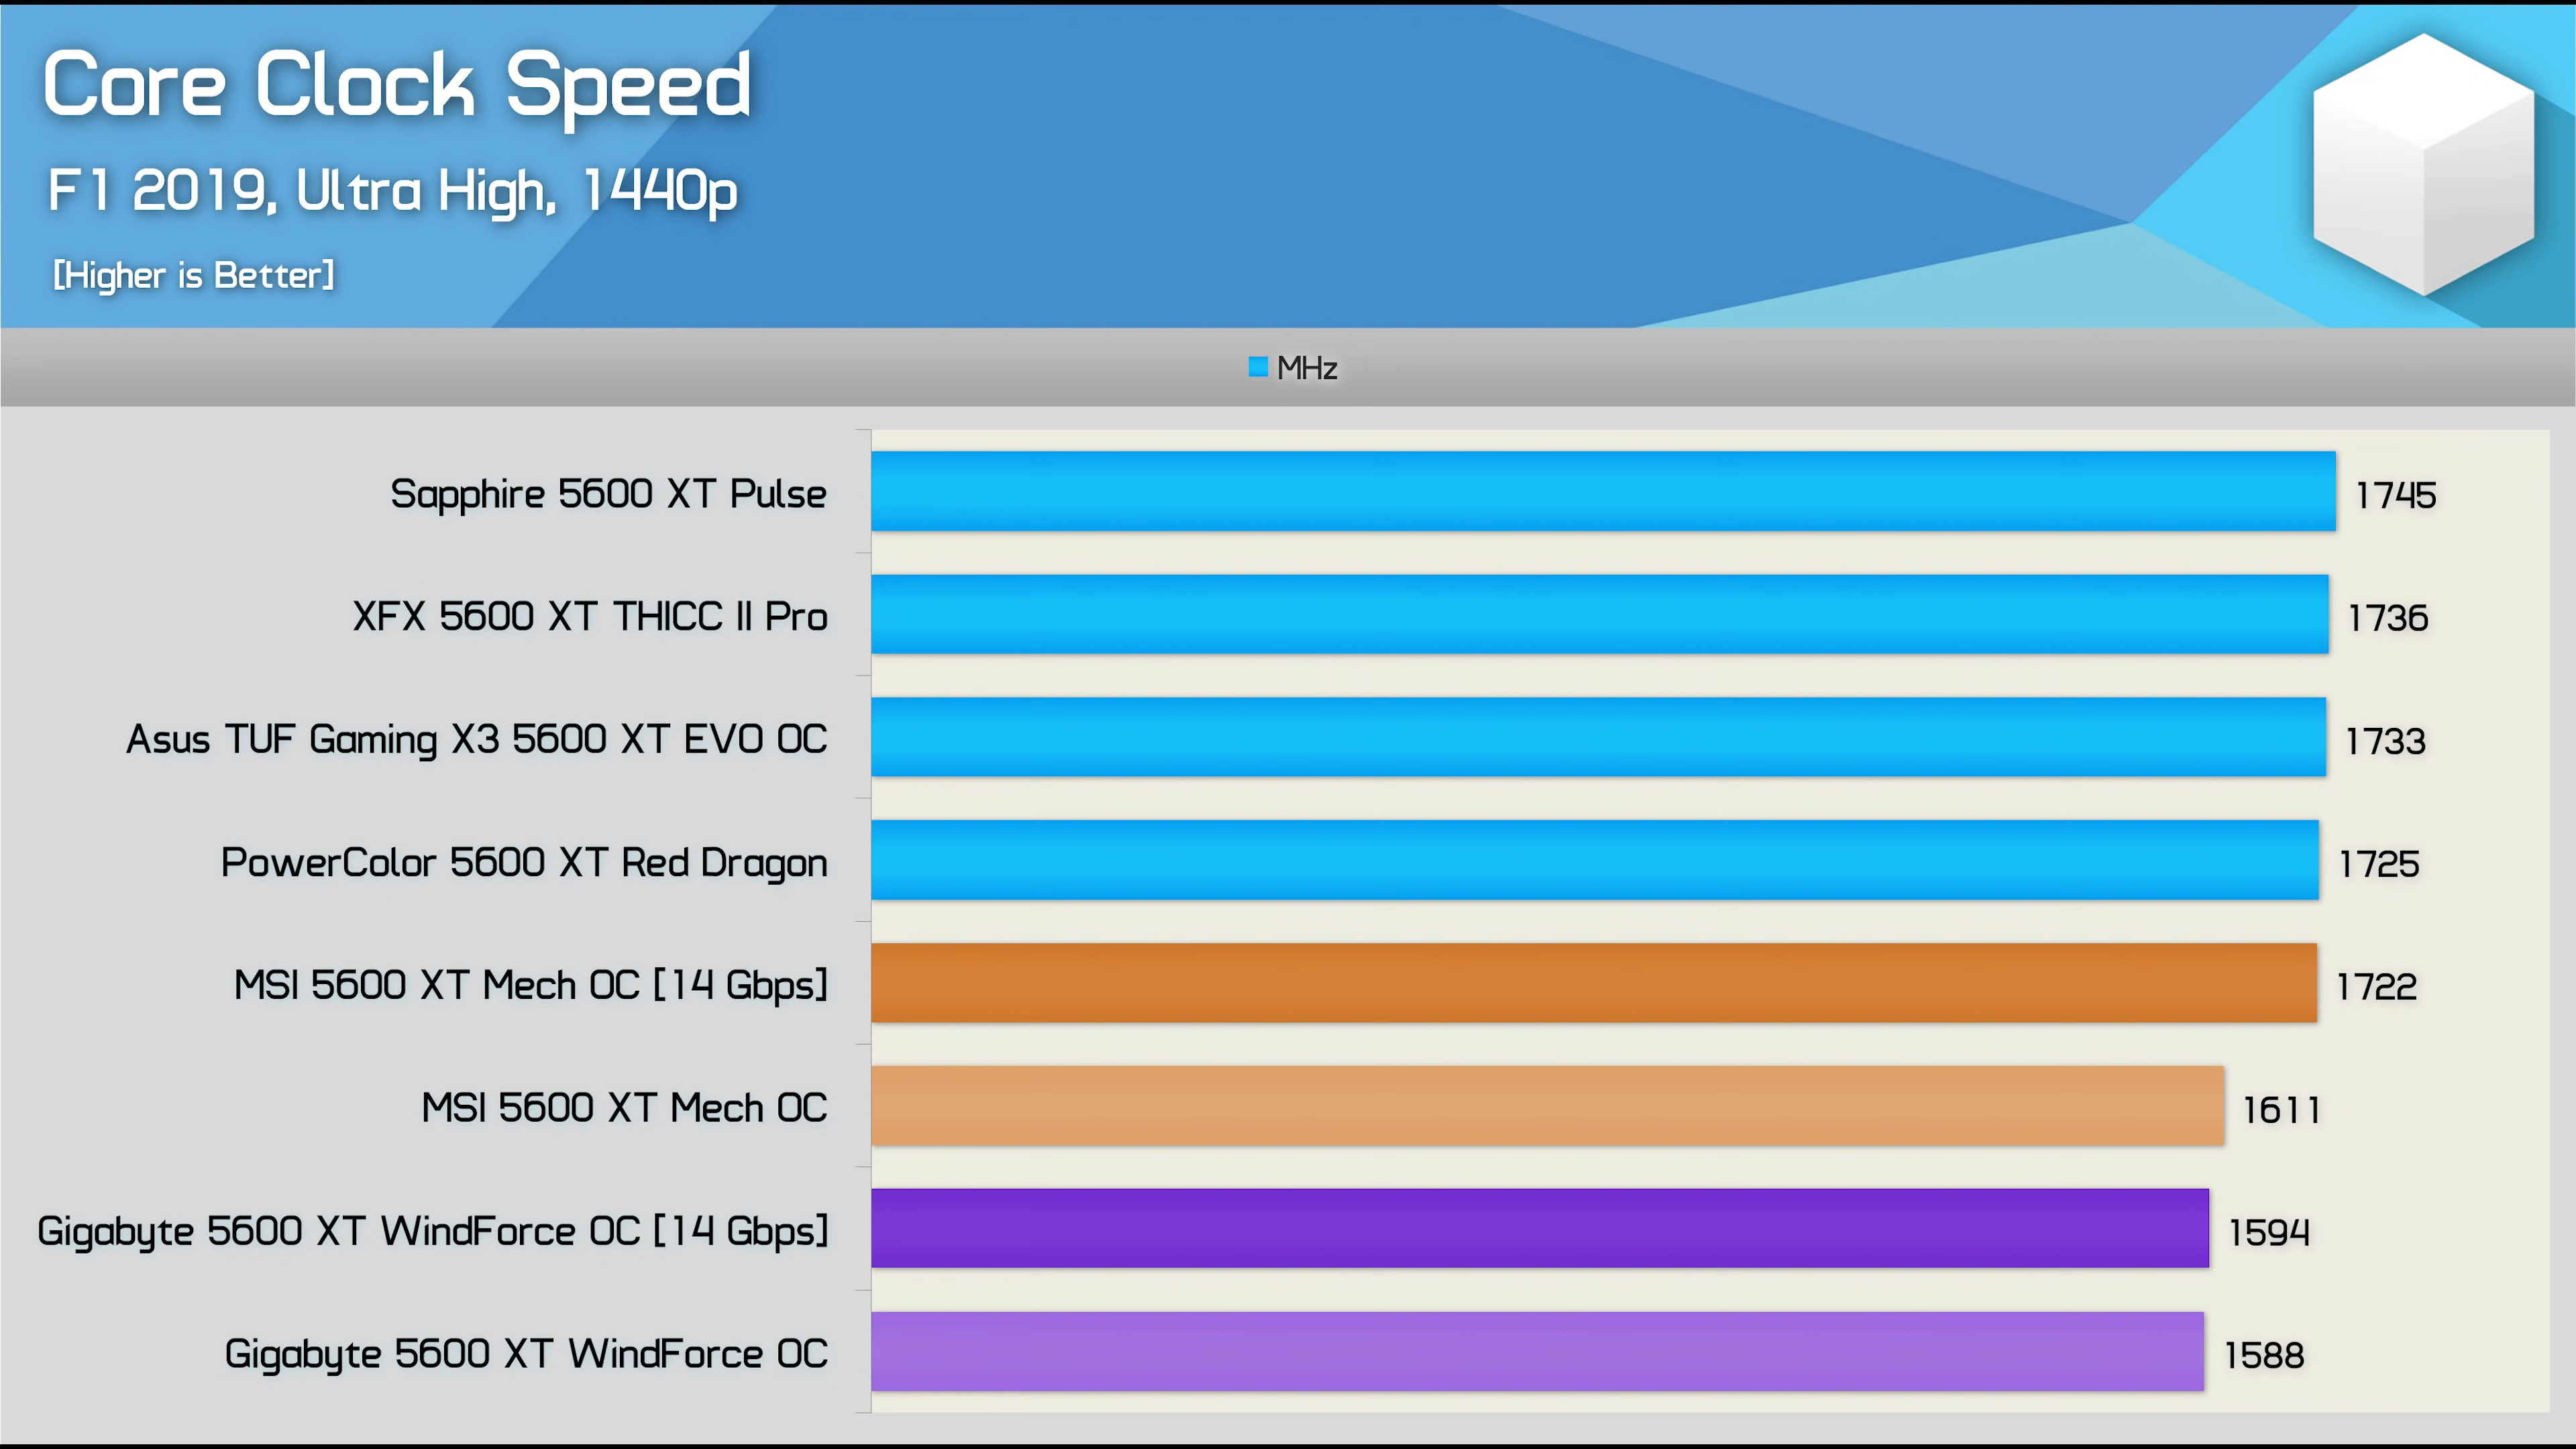 Core Clock Speed
F1 2019, Ultra High, 1440p
[Higher is Better]
MHz
Sapphire 5600 XT Pulse 1745
XFX 5600 XT THICC II Pro 1736
Asus TUF Gaming X3 5600 XT EVO OC 1733
PowerColor 5600 XT Red Dragon 1725
MSI 5600 XT Mech OC [14 Gbps] 1722
MSI 5600 XT Mech OC 1611
Gigabyte 5600 XT WindForce OC [14 Gbps] 1594
Gigabyte 5600 XT WindForce OC 1588